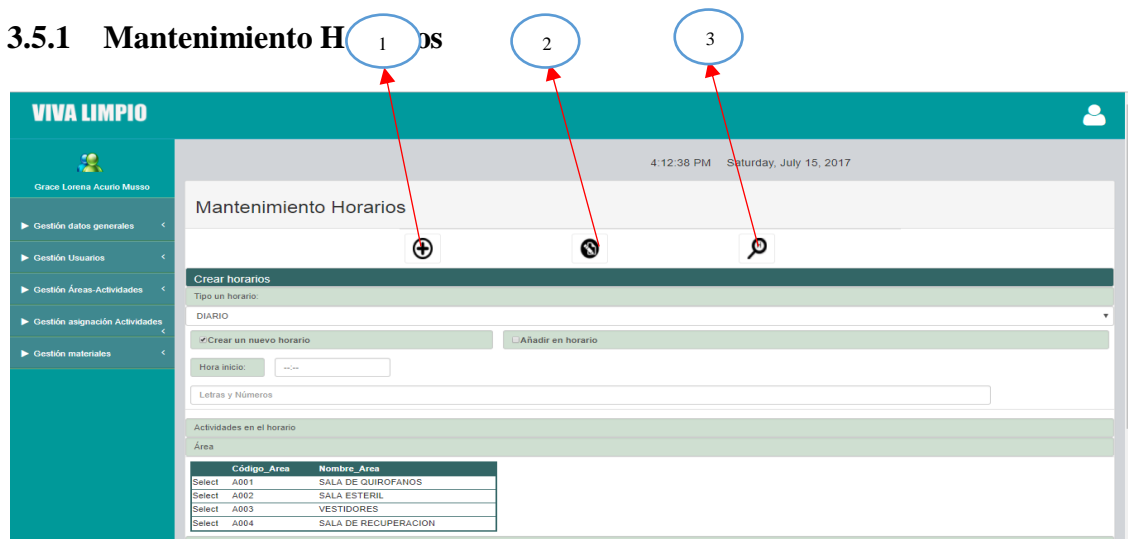 3.5.1 Mantenimiento H os
1
2
3
VIVA LIMPIO
4:12:38 PM Saturday, July 15, 2017
Grace Lorena Acurio Musso
Gestión datos generales
Gestión Usuarios
Gestión Áreas-Actividades
Gestión asignación Actividades
Gestión materiales
Mantenimiento Horarios
Crear horarios
Tipo un horario:
DIARIO
Crear un nuevo horario
Añadir en horario
Hora inicio: --:--
Letras y Números
Actividades en el horario
Área
Código_Area Nombre_Area
Select A001 SALA DE QUIROFANOS
Select A002 SALA ESTERIL
Select A003 VESTIDORES
Select A004 SALA DE RECUPERACION